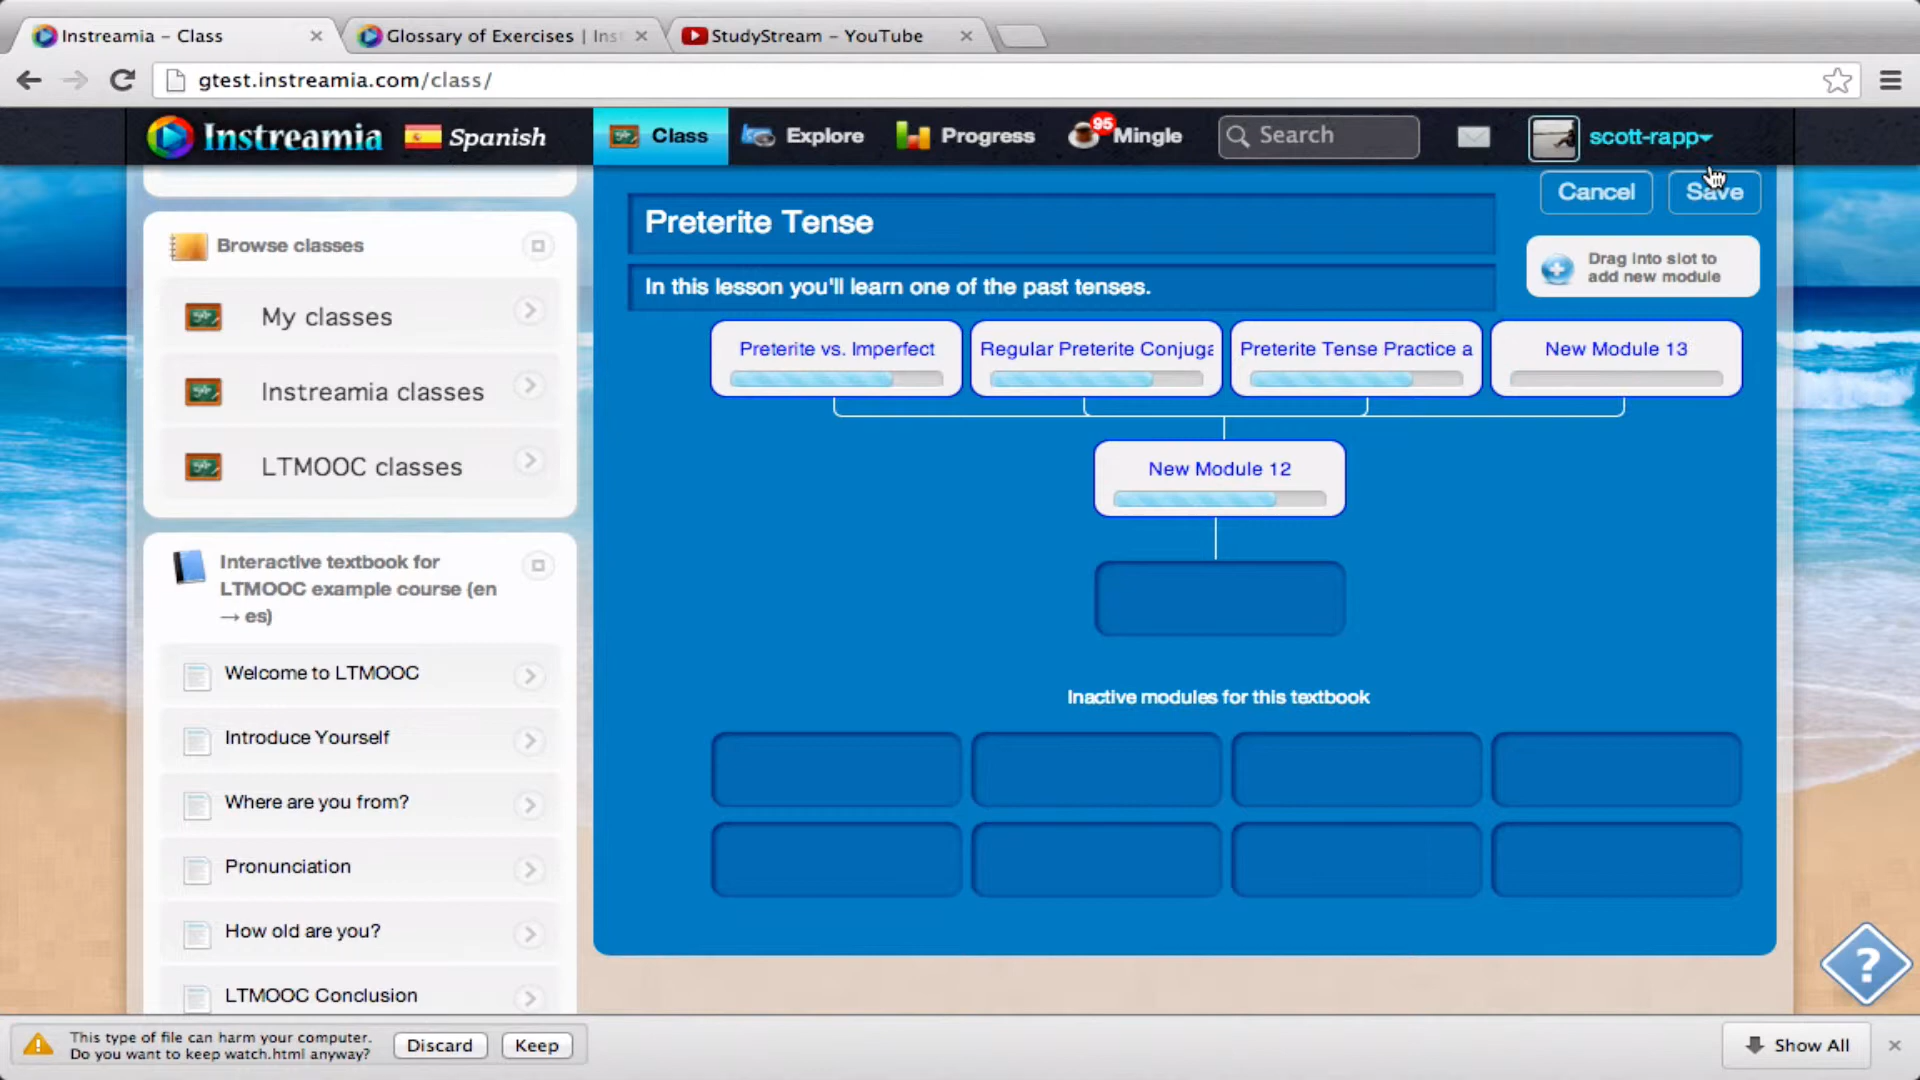 Instreamia – Class
Glossary of Exercises | Ins
StudyStream – YouTube
gtest.instreamia.com/class/
Instreamia
Spanish
Class
Explore
Progress
95
Mingle
Search
scott-rapp
Cancel
Save
Browse classes
My classes
Instreamia classes
LTMOOC classes
Interactive textbook for
LTMOOC example course (en
→ es)
Welcome to LTMOOC
Introduce Yourself
Where are you from?
Pronunciation
How old are you?
LTMOOC Conclusion
Preterite Tense
In this lesson you'll learn one of the past tenses.
Drag into slot to
add new module
Preterite vs. Imperfect
Regular Preterite Conjuga
Preterite Tense Practice a
New Module 13
New Module 12
Inactive modules for this textbook
?
This type of file can harm your computer.
Do you want to keep watch.html anyway?
Discard
Keep
Show All